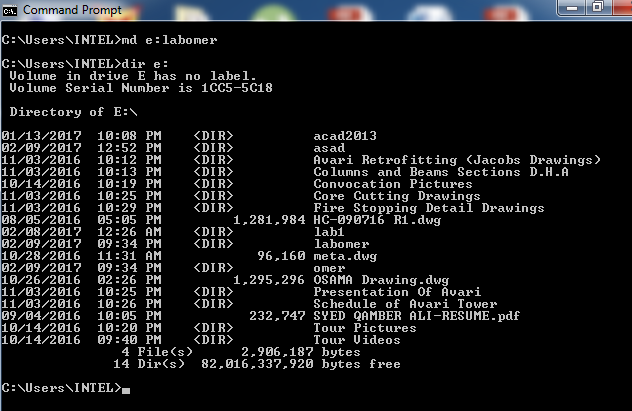 Command Prompt
C:\Users\INTEL>md e:labomer
C:\Users\INTEL>dir e:
Volume in drive E has no label.
Volume Serial Number is 1CC5-5C18
Directory of E:\
01/13/2017 10:08 PM <DIR> acad2013
02/09/2017 12:52 PM <DIR> asad
11/03/2016 10:12 PM <DIR> Avari Retrofitting (Jacobs Drawings)
11/03/2016 10:13 PM <DIR> Columns and Beams Sections D.H.A
10/14/2016 10:19 PM <DIR> Convocation Pictures
11/03/2016 10:25 PM <DIR> Core Cutting Drawings
11/03/2016 10:29 PM <DIR> Fire Stopping Detail Drawings
08/05/2016 05:05 PM 1,281,984 HC-090716 R1.dwg
02/08/2017 12:26 AM <DIR> lab1
02/09/2017 09:34 PM <DIR> labomer
10/28/2016 11:31 AM 96,160 meta.dwg
02/09/2017 09:34 PM <DIR> omer
10/26/2016 02:26 PM 1,295,296 OSAMA Drawing.dwg
11/03/2016 10:25 PM <DIR> Presentation Of Avari
11/03/2016 10:26 PM <DIR> Schedule of Avari Tower
09/04/2016 10:05 PM 232,747 SYED QAMBER ALI-RESUME.pdf
10/14/2016 10:20 PM <DIR> Tour Pictures
10/14/2016 09:40 PM <DIR> Tour Videos
4 File(s) 2,906,187 bytes
14 Dir(s) 82,016,337,920 bytes free
C:\Users\INTEL>